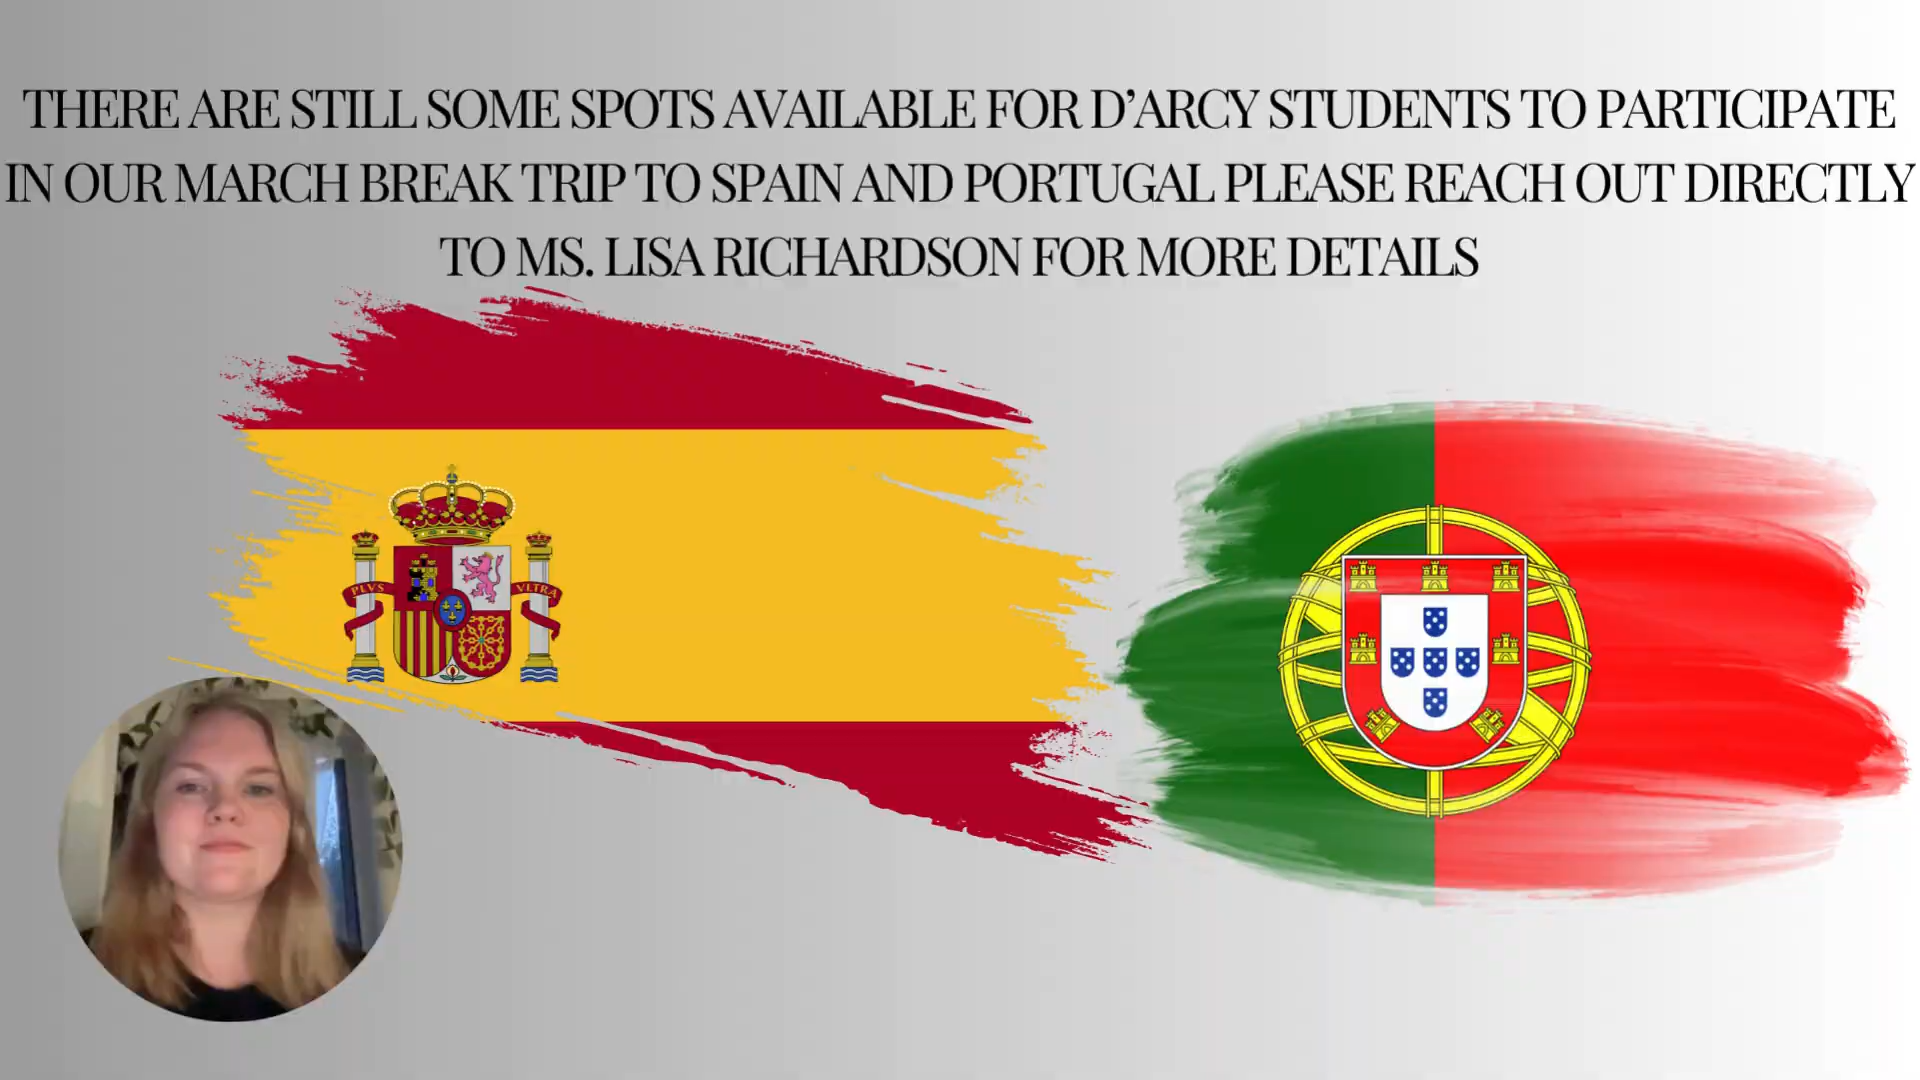 THERE ARE STILL SOME SPOTS AVAILABLE FOR D'ARCY STUDENTS TO PARTICIPATE
IN OUR MARCH BREAK TRIP TO SPAIN AND PORTUGAL PLEASE REACH OUT DIRECTLY
TO MS. LISA RICHARDSON FOR MORE DETAILS
PLVS VLTRA